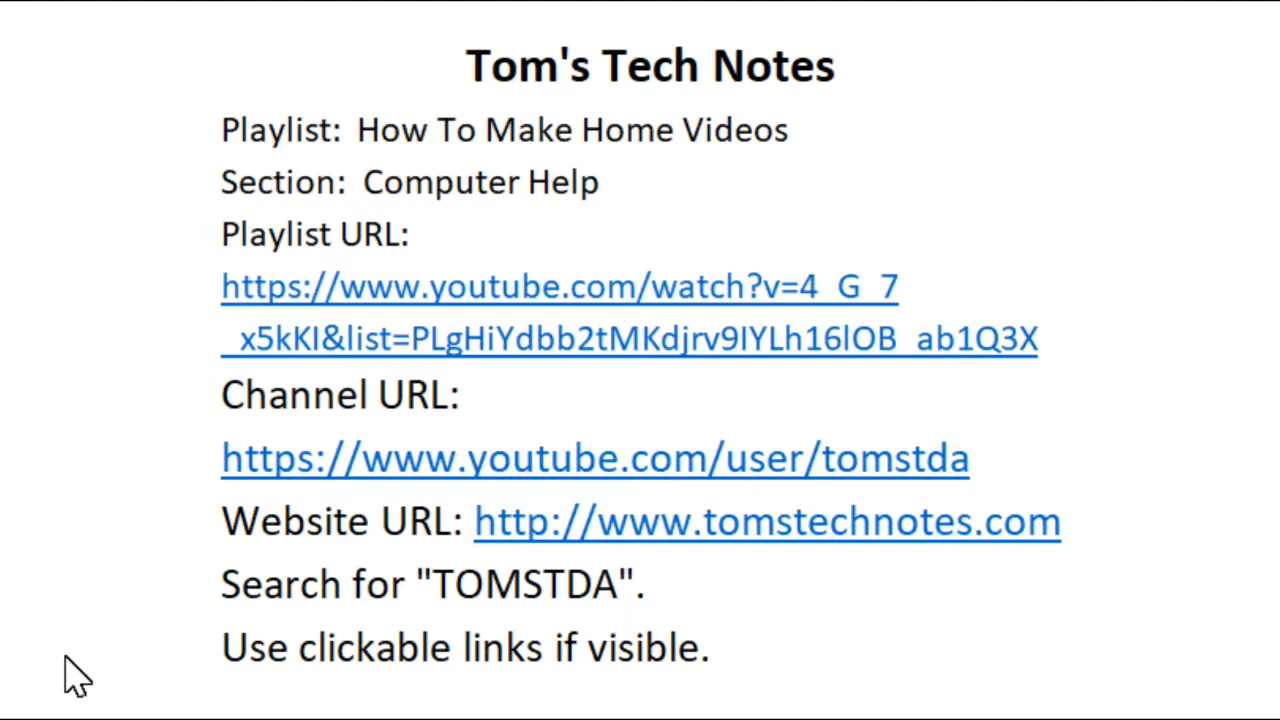 Tom's Tech Notes
Playlist:  How To Make Home Videos
Section:  Computer Help
Playlist URL:
https://www.youtube.com/watch?v=4_G_7
_x5kKI&list=PLgHiYdbb2tMKdjrv9IYLh16lOB_ab1Q3X
Channel URL:
https://www.youtube.com/user/tomstda
Website URL: http://www.tomstechnotes.com
Search for "TOMSTDA".
Use clickable links if visible.